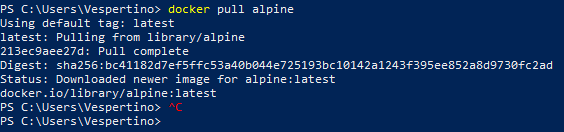 PS C:\Users\Vespertino> docker pull alpine
Using default tag: latest
latest: Pulling from library/alpine
213ec9aee27d: Pull complete
Digest: sha256:bc41182d7ef5ffc53a40b044e725193bc10142a1243f395ee852a8d9730fc2ad
Status: Downloaded newer image for alpine:latest
docker.io/library/alpine:latest
PS C:\Users\Vespertino> ^C
PS C:\Users\Vespertino>